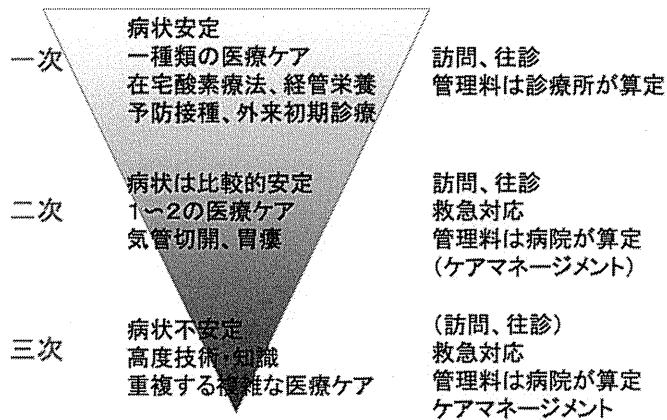 一次
病状安定
一種類の医療ケア
在宅酸素療法、経管栄養
予防接種、外来初期診療
訪問、往診
管理料は診療所が算定
二次
病状は比較的安定
1〜2の医療ケア
気管切開、胃瘻
訪問、往診
救急対応
管理料は病院が算定
(ケアマネージメント)
三次
病状不安定
高度技術・知識
重複する複雑な医療ケア
(訪問、往診)
救急対応
管理料は病院が算定
ケアマネージメント